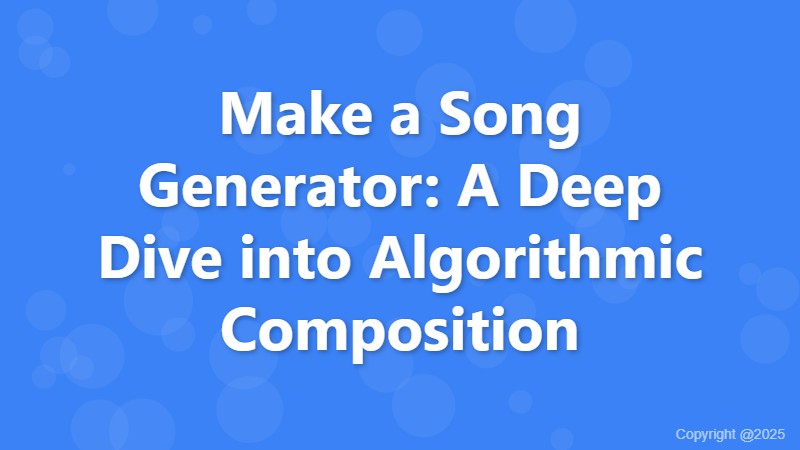 Make a Song
Generator: A Deep
Dive into Algorithmic
Composition
Copyright @2025